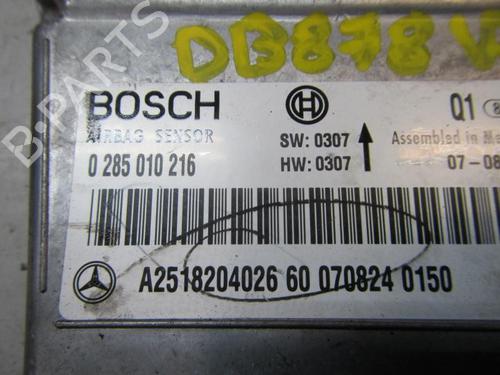 DB878 V
BOSCH
Q1
AIRBAG SENSOR
SW: 0307
Assembled in Me
0 285 010 216
HW: 0307
07-08
A2518204026 60 070824 0150
B-PARTS